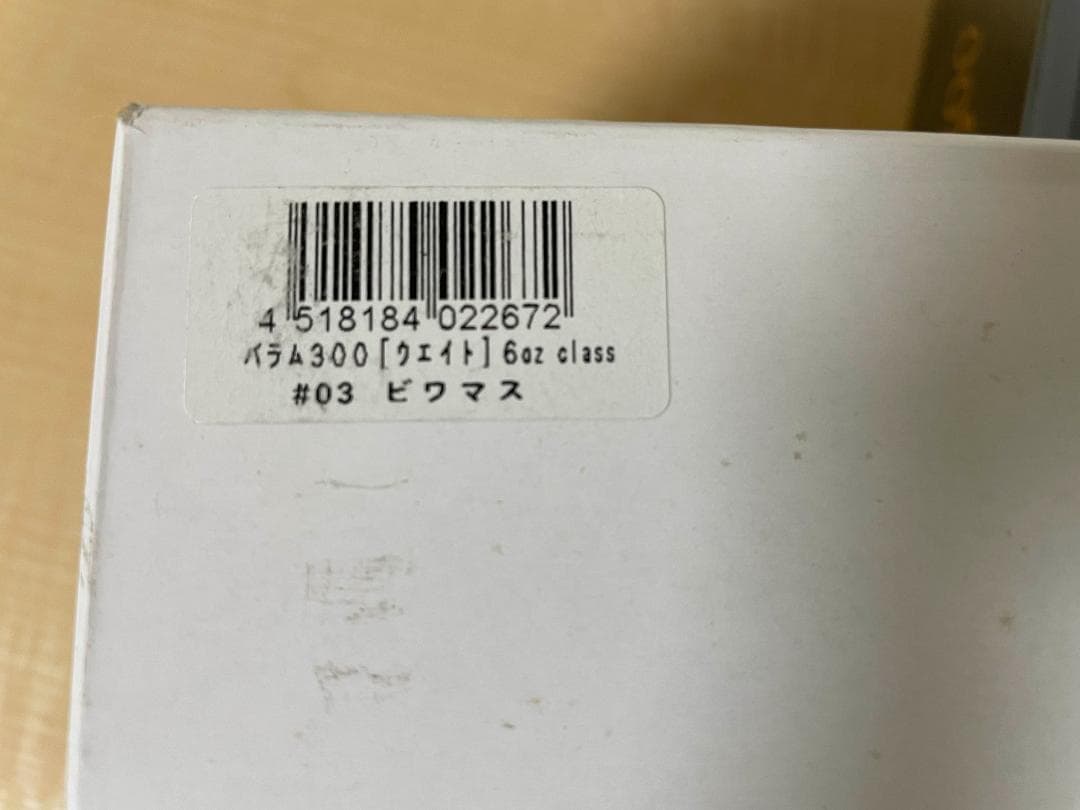 4 518184 022672
バラム300[ウエイト] 6oz class
#03 ビワマス